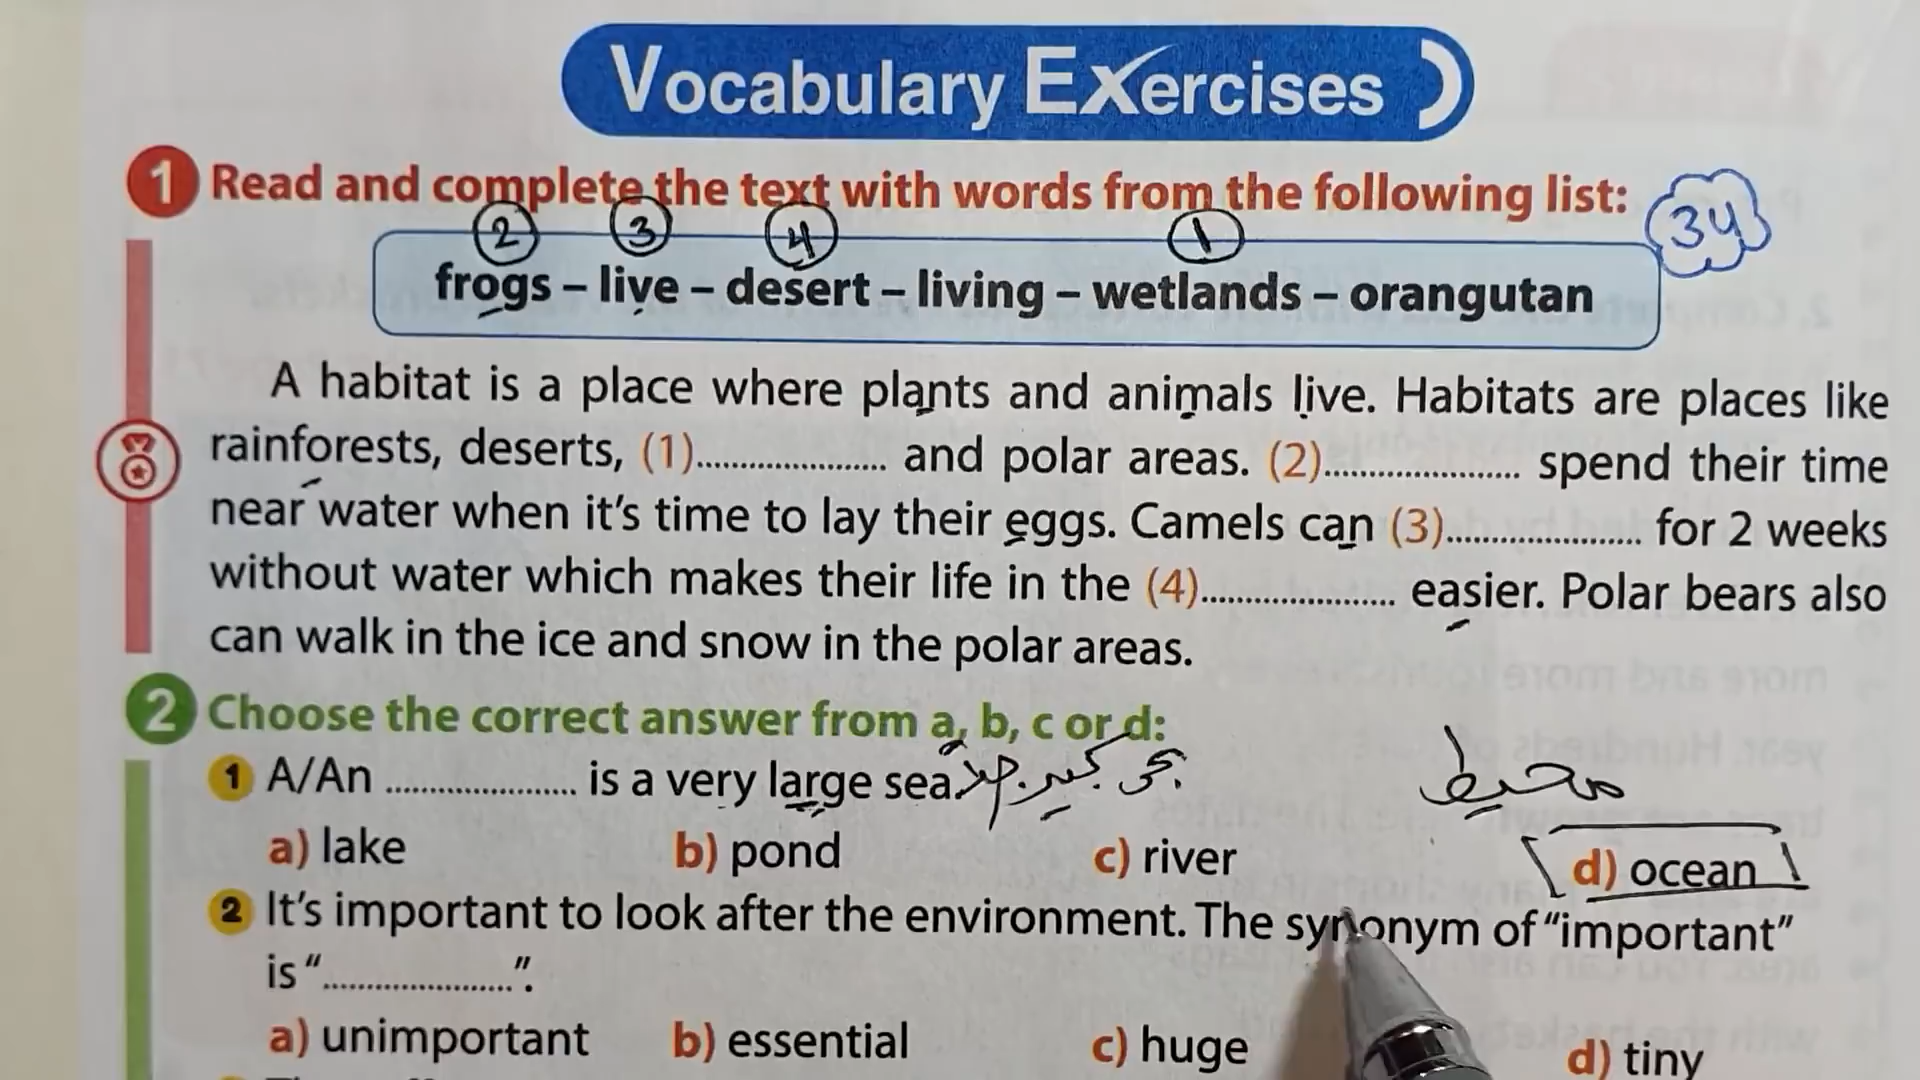 Vocabulary Exercises
1 Read and complete the text with words from the following list:
34
2 3 4 1
frogs – live – desert – living – wetlands – orangutan
A habitat is a place where plants and animals live. Habitats are places like
rainforests, deserts, (1)..................... and polar areas. (2)..................... spend their time
near water when it's time to lay their eggs. Camels can (3)..................... for 2 weeks
without water which makes their life in the (4)..................... easier. Polar bears also
can walk in the ice and snow in the polar areas.
2 Choose the correct answer from a, b, c or d:
1 A/An ..................... is a very large sea. بحر كبير جدا
محيط
a) lake b) pond c) river d) ocean
2 It's important to look after the environment. The synonym of "important"
is ".....................".
a) unimportant b) essential c) huge d) tiny